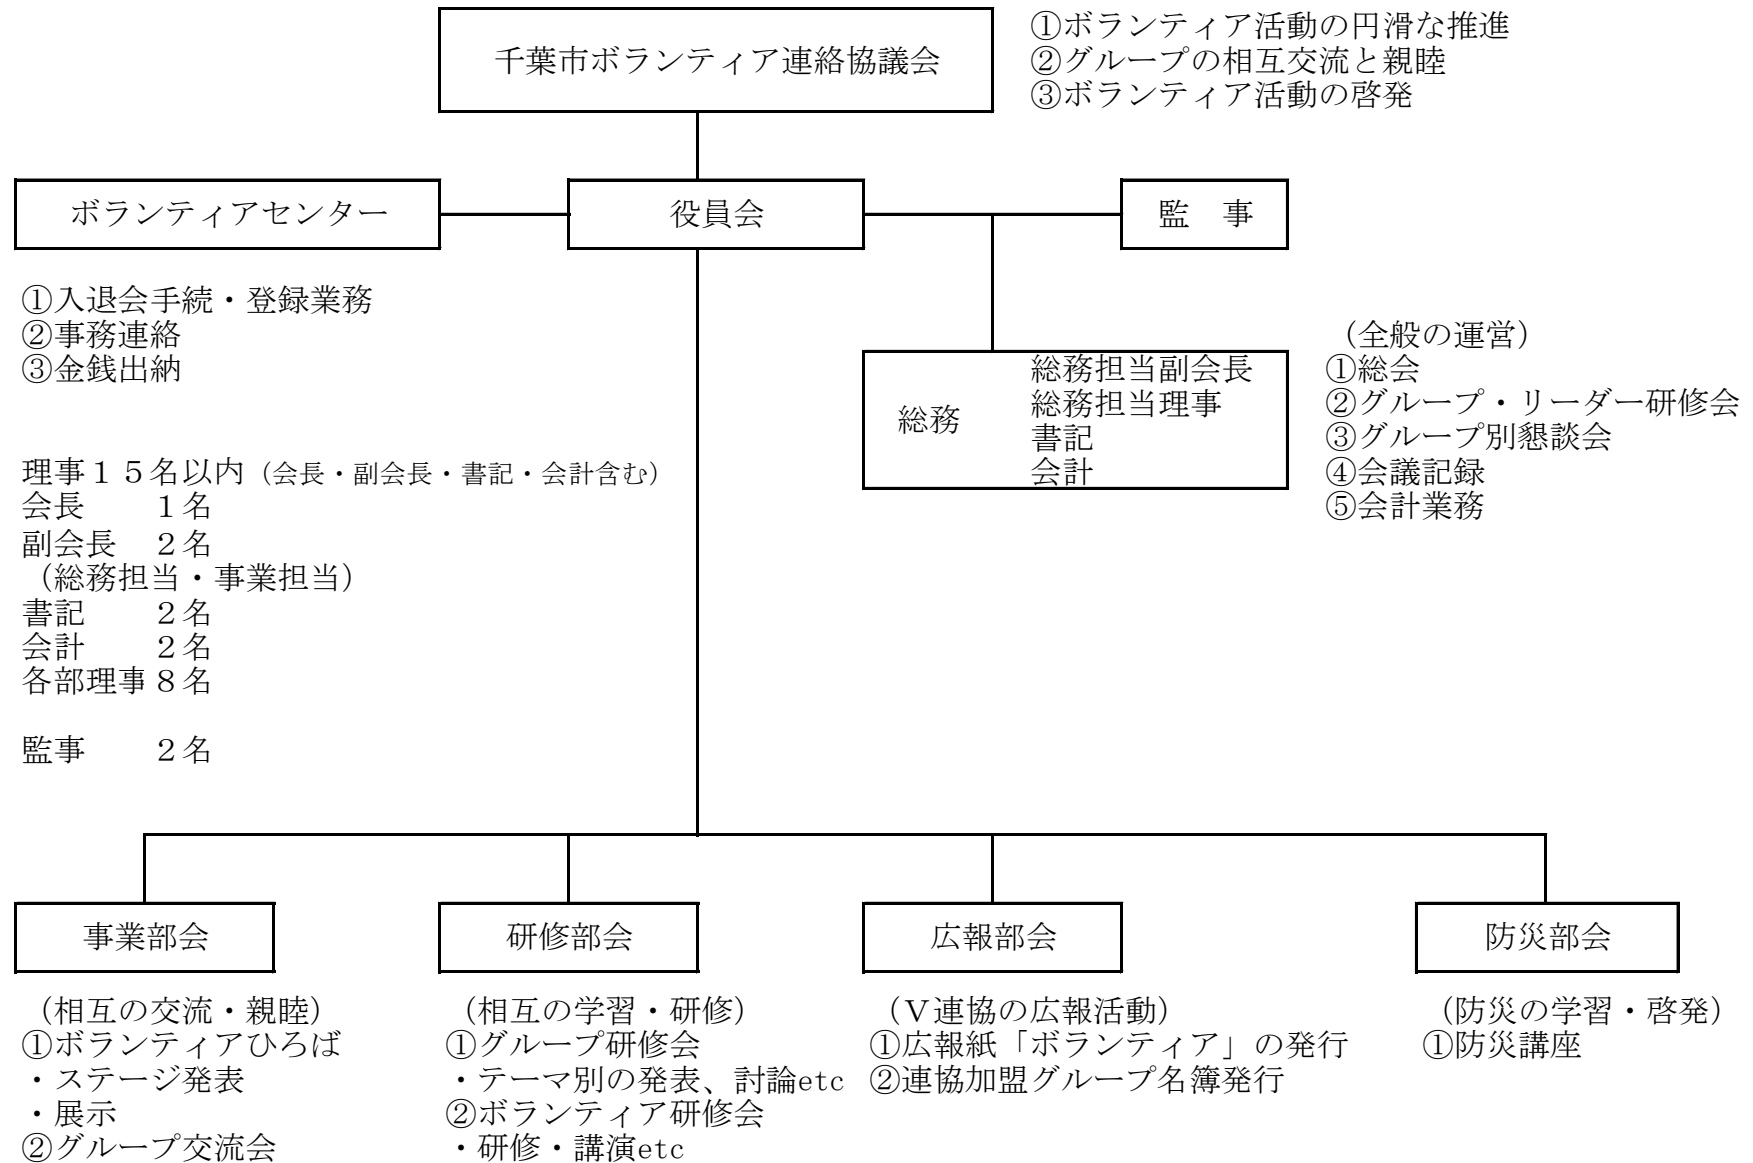 千葉市ボランティア連絡協議会
①ボランティア活動の円滑な推進
②グループの相互交流と親睦
③ボランティア活動の啓発
ボランティアセンター
役員会
監　事
①入退会手続・登録業務
②事務連絡
③金銭出納
総務
総務担当副会長
総務担当理事
書記
会計
（全般の運営）
①総会
②グループ・リーダー研修会
③グループ別懇談会
④会議記録
⑤会計業務
理事１５名以内（会長・副会長・書記・会計含む）
会長　　１名
副会長　２名
（総務担当・事業担当）
書記　　２名
会計　　２名
各部理事８名
監事　　２名
事業部会
（相互の交流・親睦）
①ボランティアひろば
・ステージ発表
・展示
②グループ交流会
研修部会
（相互の学習・研修）
①グループ研修会
・テーマ別の発表、討論etc
②ボランティア研修会
・研修・講演etc
広報部会
（Ｖ連協の広報活動）
①広報紙「ボランティア」の発行
②連協加盟グループ名簿発行
防災部会
（防災の学習・啓発）
①防災講座